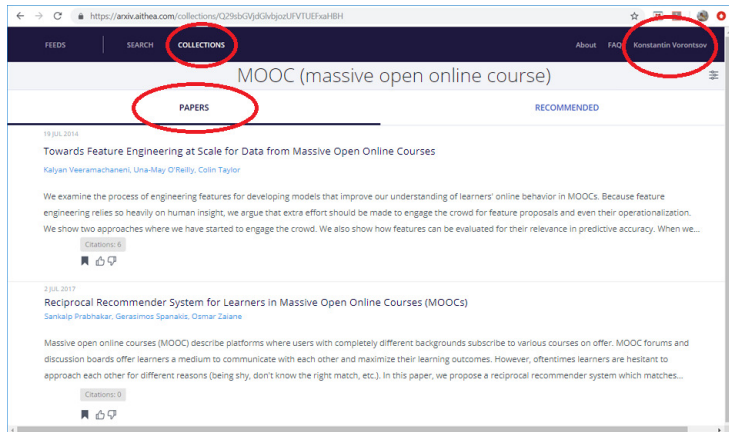 https://arxiv.aithea.com/collections/Q29sbGVjdGlvbjozUFVTUEFxaHBH
FEEDS SEARCH COLLECTIONS About FAQ Konstantin Vorontsov
MOOC (massive open online course)
PAPERS RECOMMENDED
19 JUL 2014
Towards Feature Engineering at Scale for Data from Massive Open Online Courses
Kalyan Veeramachaneni, Una-May O'Reilly, Colin Taylor
We examine the process of engineering features for developing models that improve our understanding of learners' online behavior in MOOCs. Because feature
engineering relies so heavily on human insight, we argue that extra effort should be made to engage the crowd for feature proposals and even their operationalization.
We show two approaches where we have started to engage the crowd. We also show how features can be evaluated for their relevance in predictive accuracy. When we...
Citations: 6
2 JUL 2017
Reciprocal Recommender System for Learners in Massive Open Online Courses (MOOCs)
Sankalp Prabhakar, Gerasimos Spanakis, Osmar Zaiane
Massive open online courses (MOOC) describe platforms where users with completely different backgrounds subscribe to various courses on offer. MOOC forums and
discussion boards offer learners a medium to communicate with each other and maximize their learning outcomes. However, oftentimes learners are hesitant to
approach each other for different reasons (being shy, don't know the right match, etc.). In this paper, we propose a reciprocal recommender system which matches...
Citations: 0